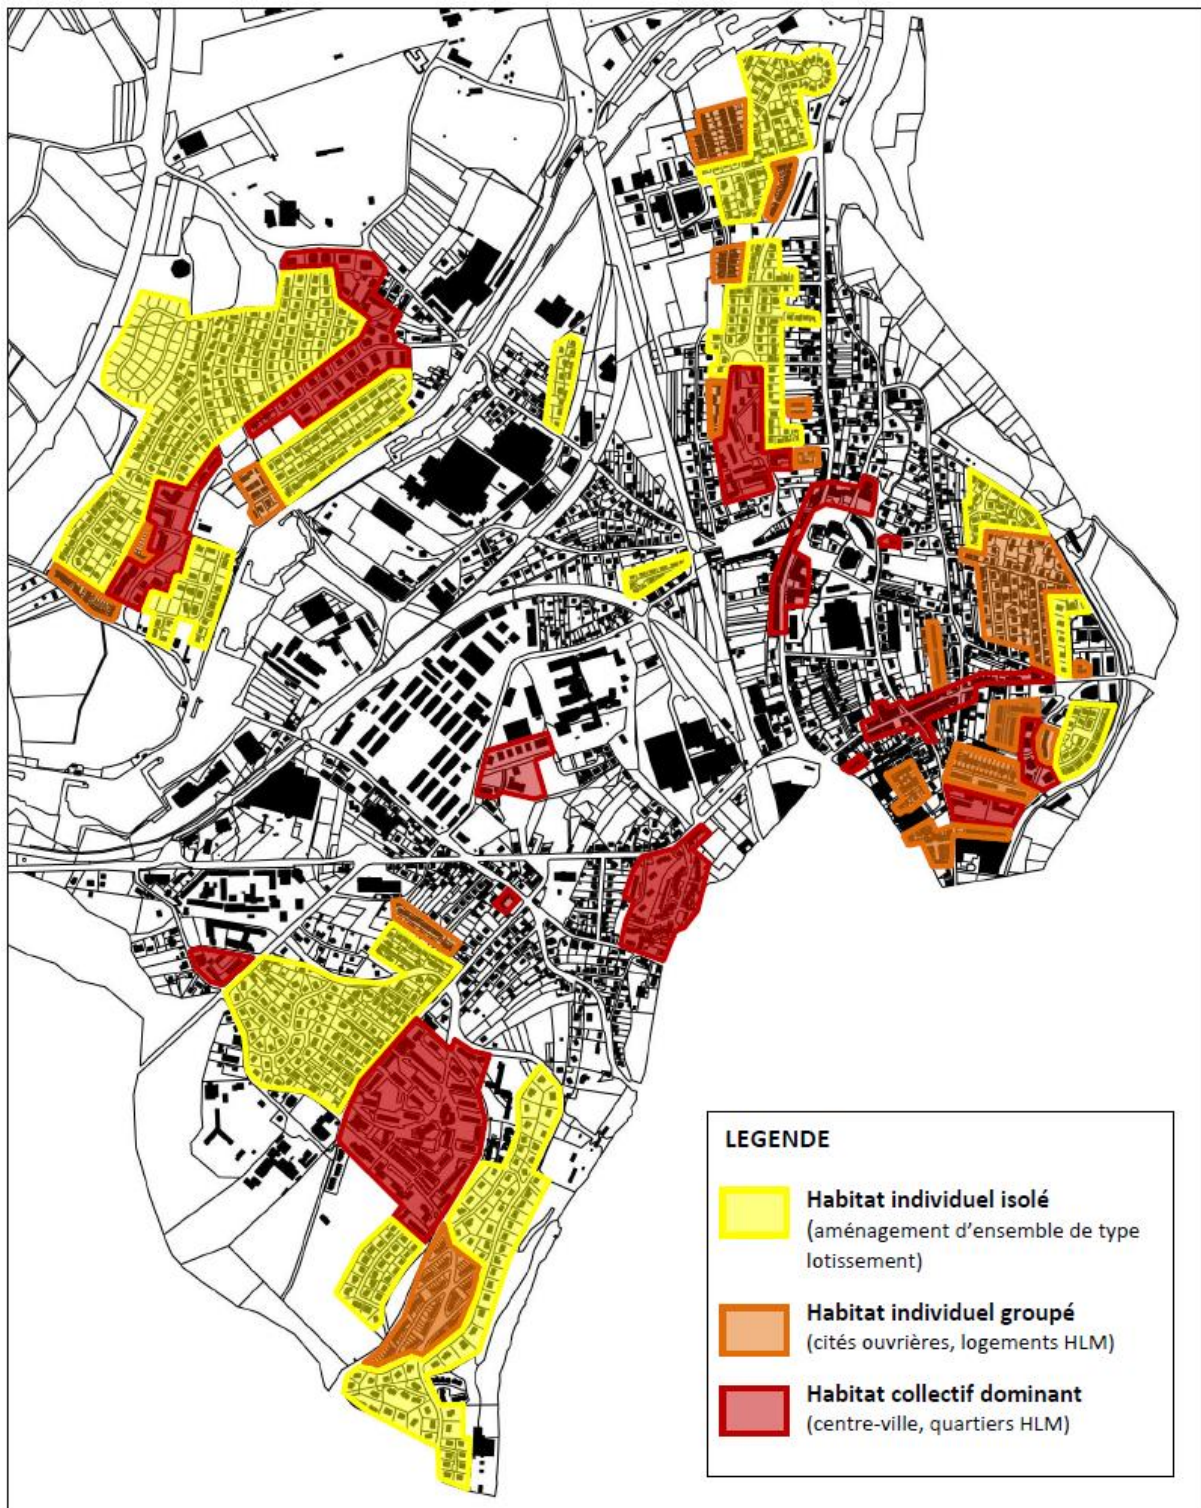 LEGENDE
Habitat individuel isolé
(aménagement d'ensemble de type
lotissement)
Habitat individuel groupé
(cités ouvrières, logements HLM)
Habitat collectif dominant
(centre-ville, quartiers HLM)